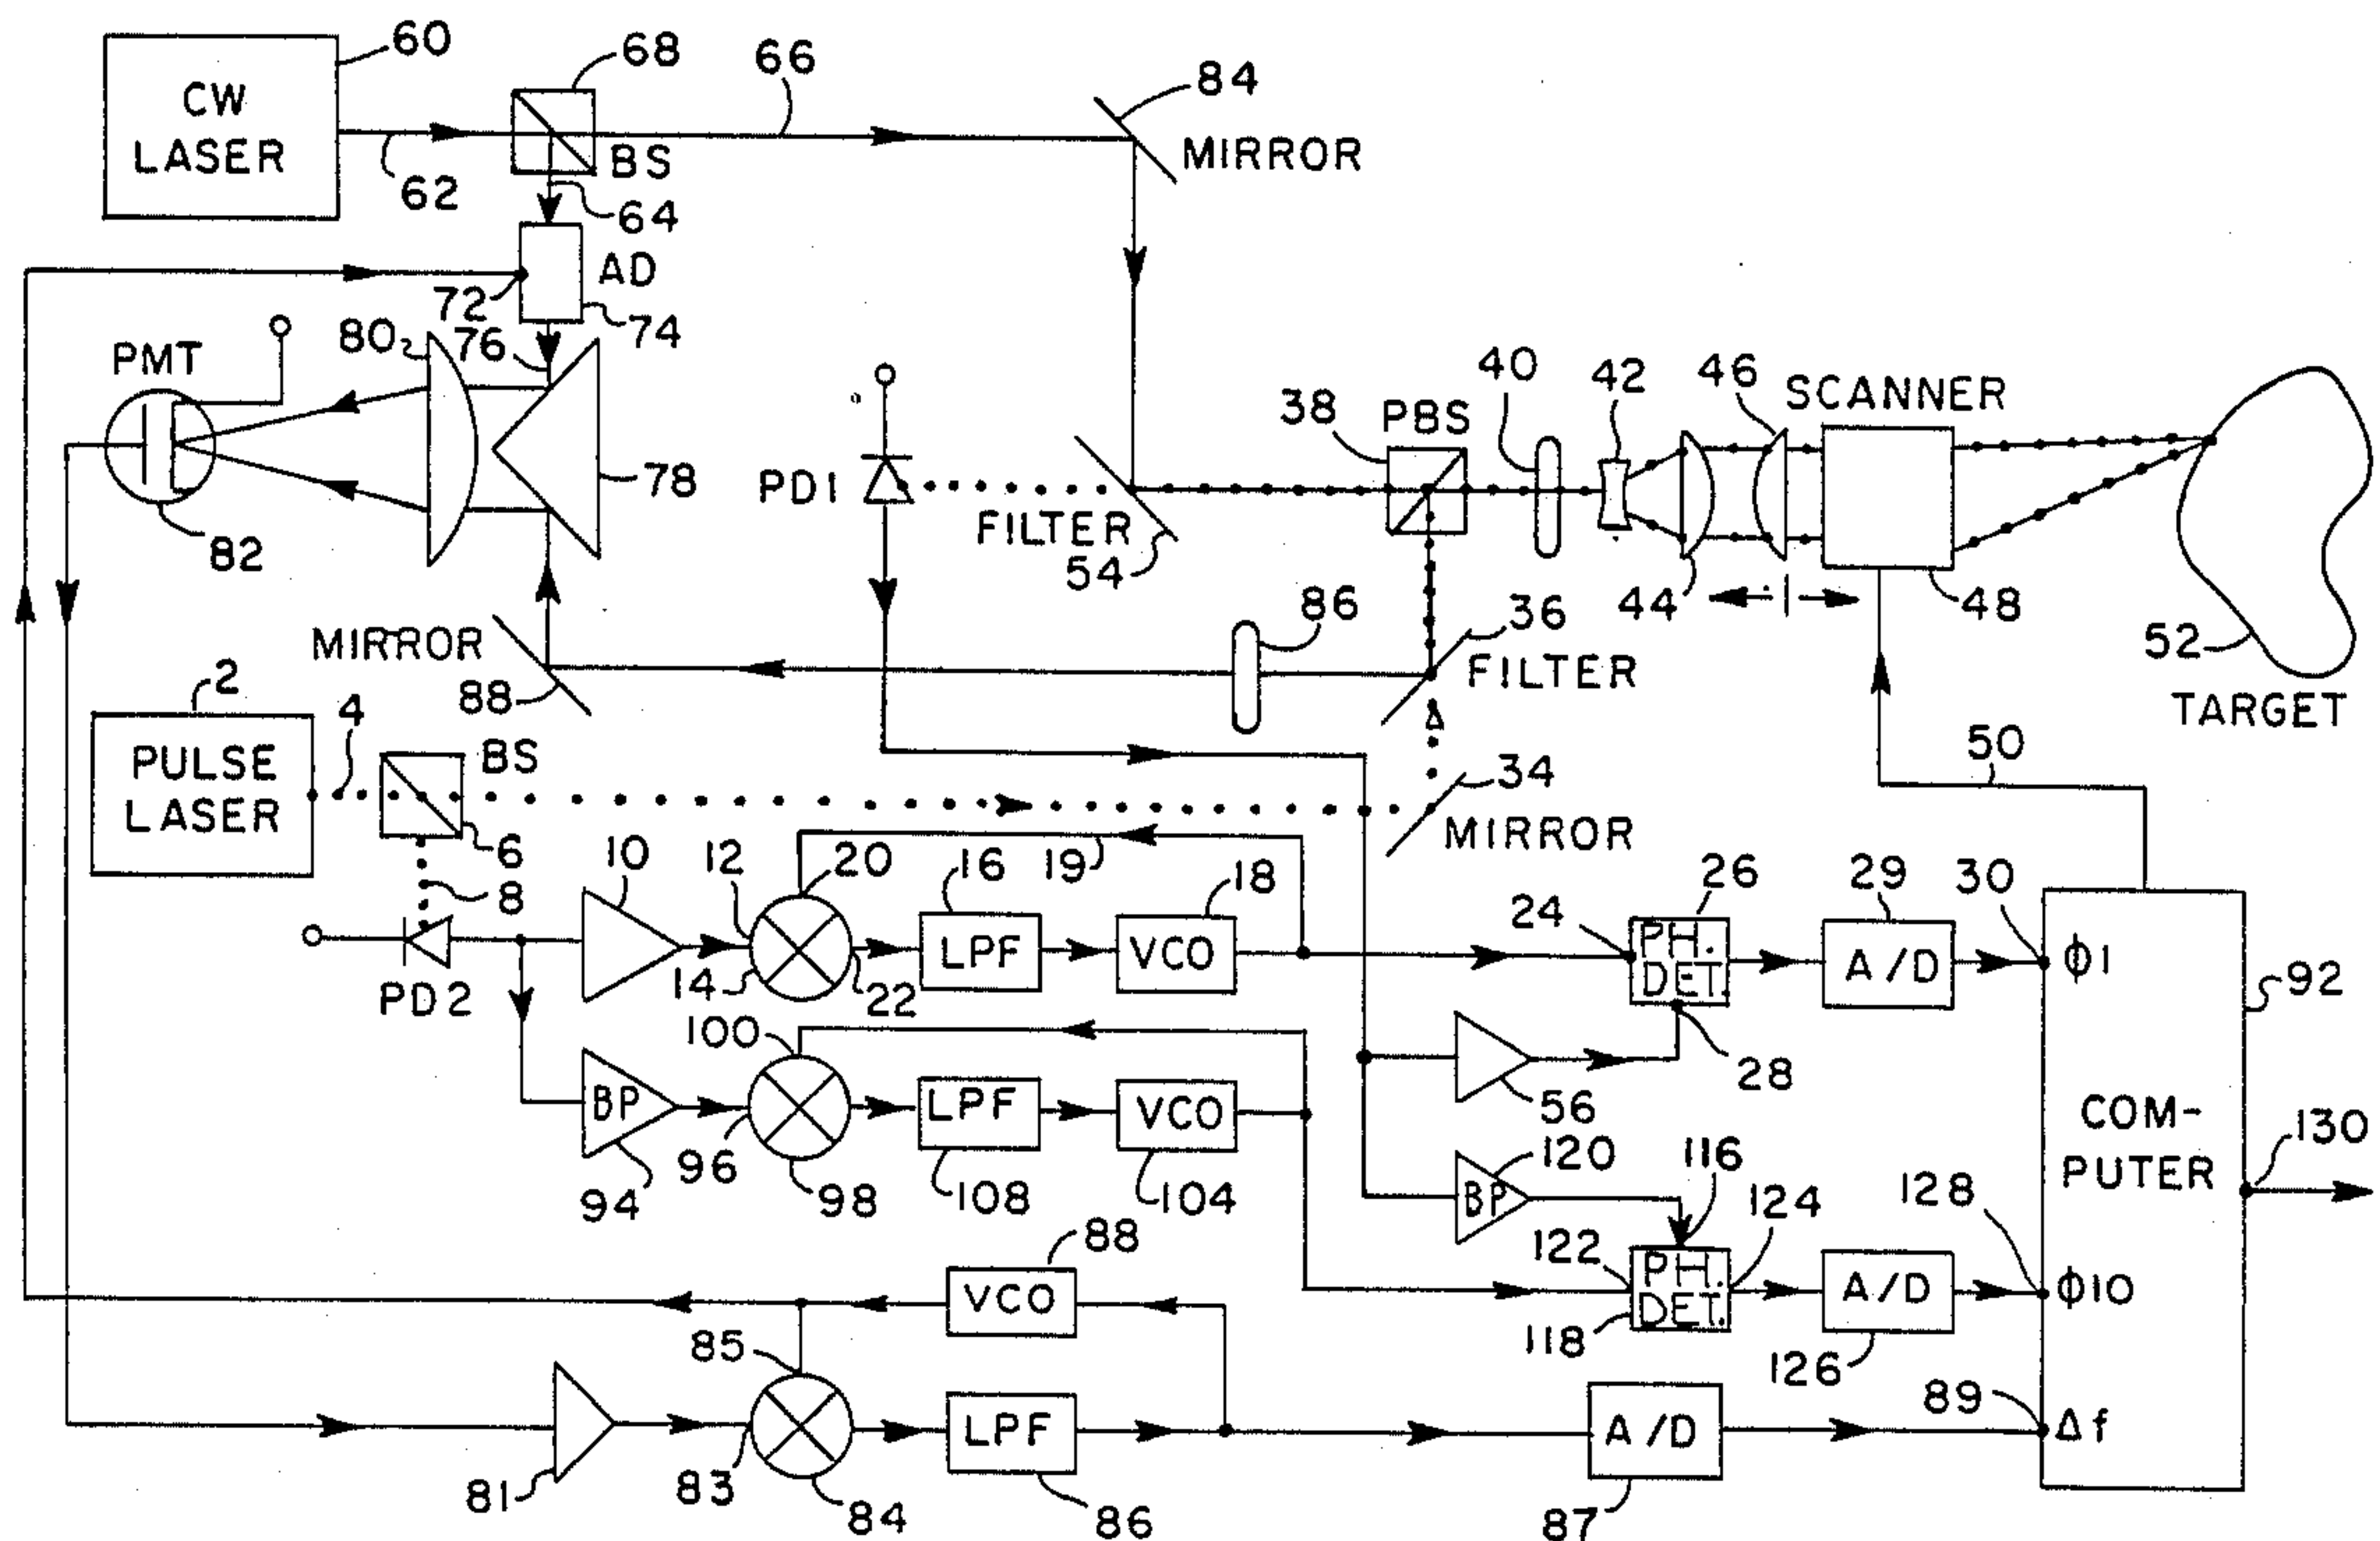 60
CW
LASER
68
66
84
MIRROR
62
BS
64
AD
72
74
76
80
PMT
78
82
PD1
FILTER
54
38
PBS
40
42
46
SCANNER
44
48
52
TARGET
MIRROR
88
86
36
FILTER
50
34
MIRROR
2
PULSE
LASER
4
BS
6
8
PD2
10
12
20
19
16
18
14
22
LPF
VCO
24
26
PH.
DET.
28
29
A/D
30
Φ1
92
100
BP
94
96
98
LPF
108
VCO
104
56
COM-
PUTER
130
120
BP
116
122
124
PH.
DET.
118
A/D
126
128
Φ10
88
VCO
85
81
83
84
LPF
86
A/D
87
89
Δf